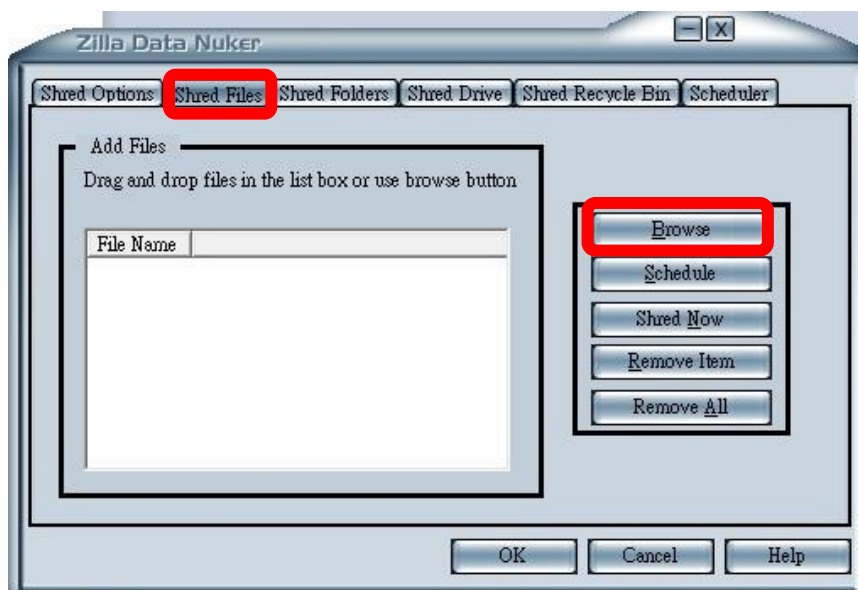 Zilla Data Nuker
Shred Options Shred Files Shred Folders Shred Drive Shred Recycle Bin Scheduler
Add Files
Drag and drop files in the list box or use browse button
File Name
Browse
Schedule
Shred Now
Remove Item
Remove All
OK Cancel Help